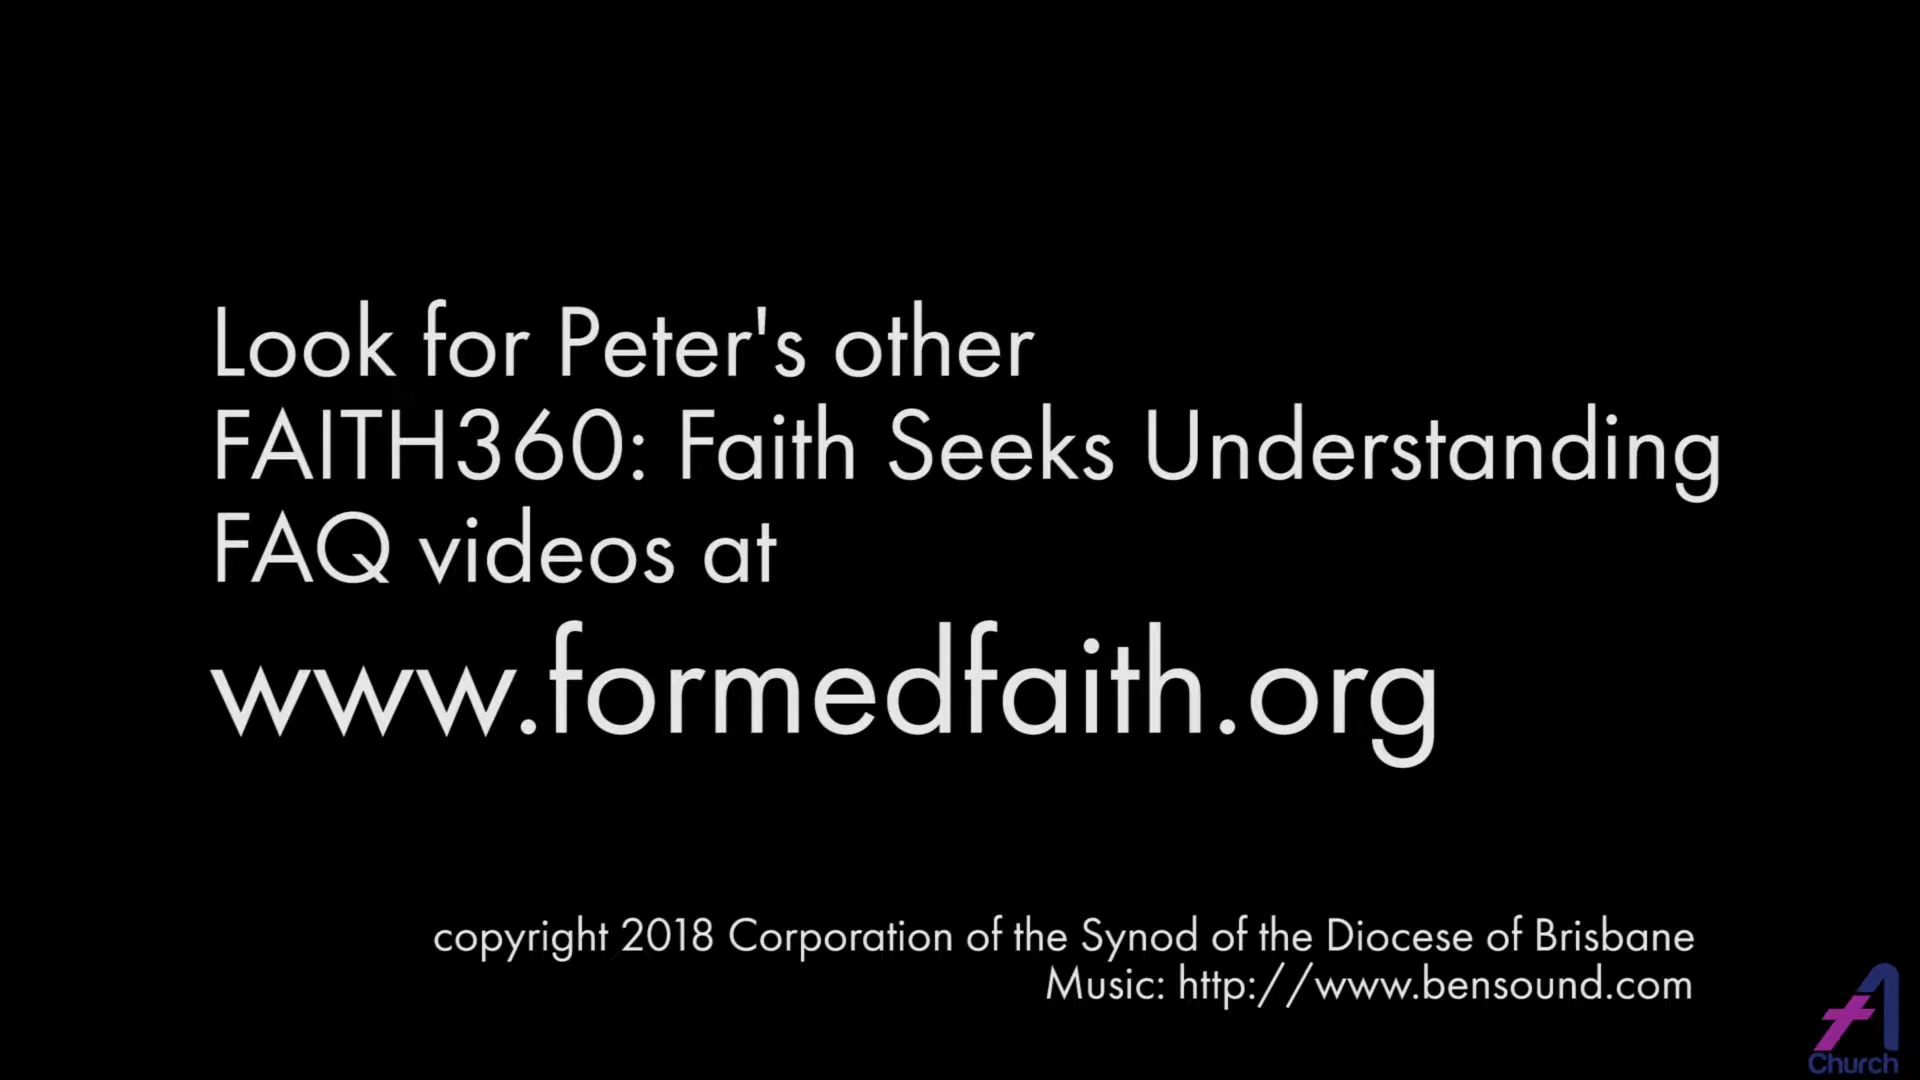 Look for Peter's other
FAITH360: Faith Seeks Understanding
FAQ videos at
www.formedfaith.org
copyright 2018 Corporation of the Synod of the Diocese of Brisbane
Music: http://www.bensound.com
A
Church